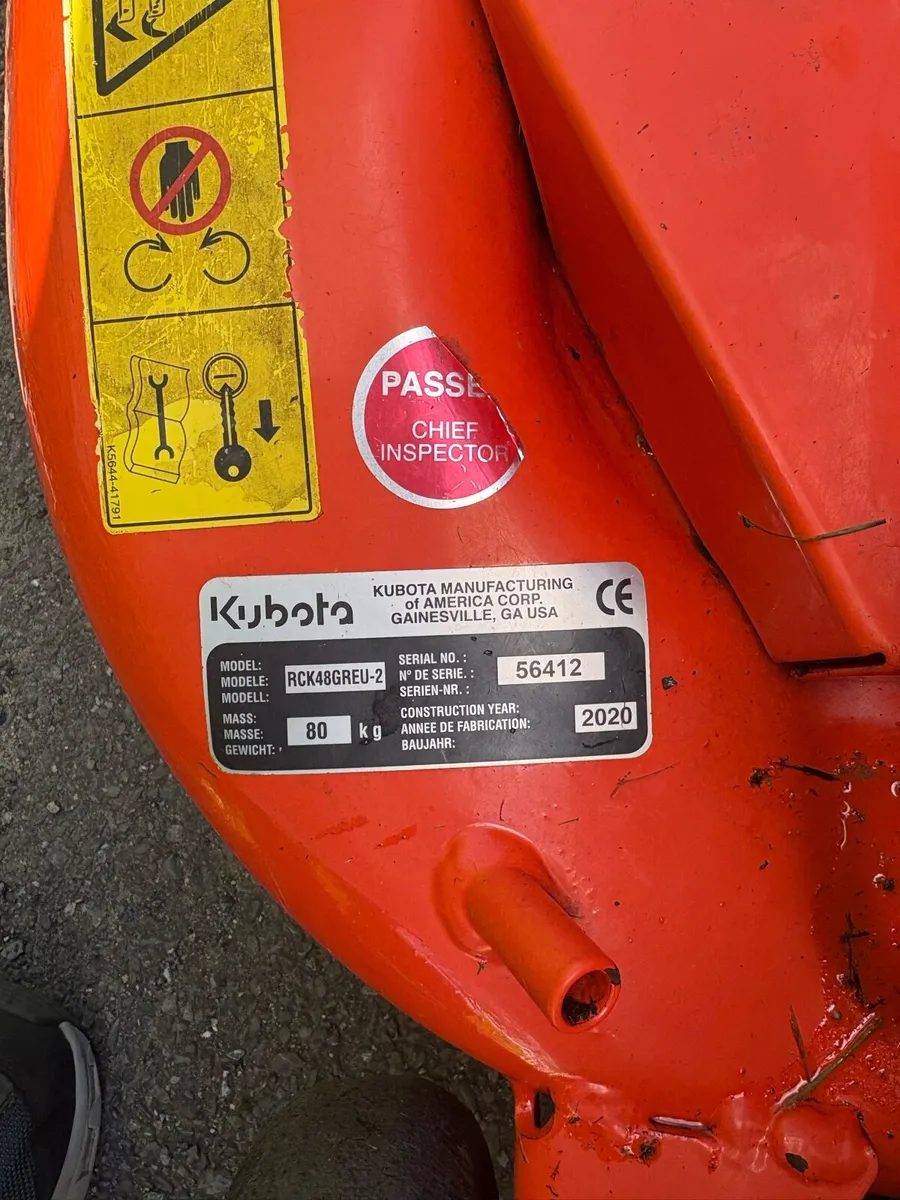 K5644-41791
PASSE
CHIEF
INSPECTOR
Kubota
KUBOTA MANUFACTURING
of AMERICA CORP.
GAINESVILLE, GA USA
CE
MODEL:
MODELE:
MODELL:
RCK48GREU-2
SERIAL NO. :
N° DE SERIE. :
SERIEN-NR. :
56412
MASS:
MASSE:
GEWICHT:
80 kg
CONSTRUCTION YEAR:
ANNEE DE FABRICATION:
BAUJAHR:
2020